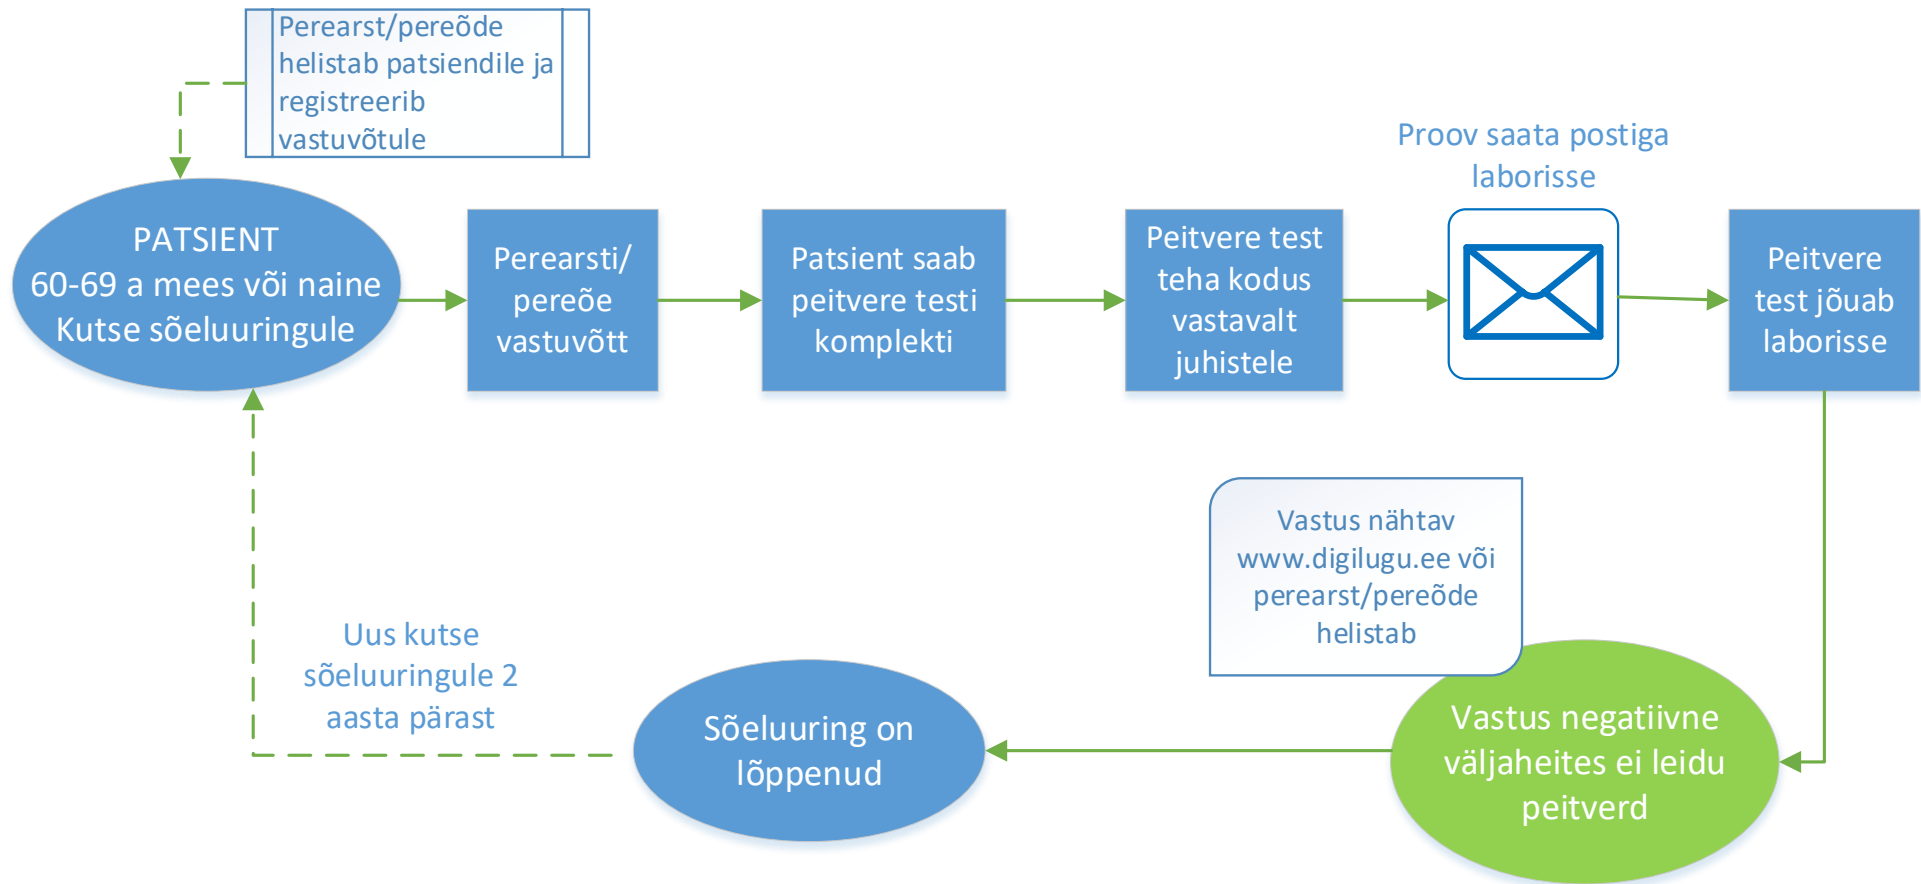 Perearst/pereõde
helistab patsiendile ja
registreerib
vastuvõtule
PATSIENT
60-69 a mees või naine
Kutse sõeluuringule
Perearsti/
pereõe
vastuvõtt
Patsient saab
peitvere testi
komplekti
Peitvere test
teha kodus
vastavalt
juhistele
Proov saata postiga
laborisse
Peitvere
test jõuab
laborisse
Vastus nähtav
www.digilugu.ee või
perearst/pereõde
helistab
Vastus negatiivne
väljaheites ei leidu
peitverd
Sõeluuring on
lõppenud
Uus kutse
sõeluuringule 2
aasta pärast